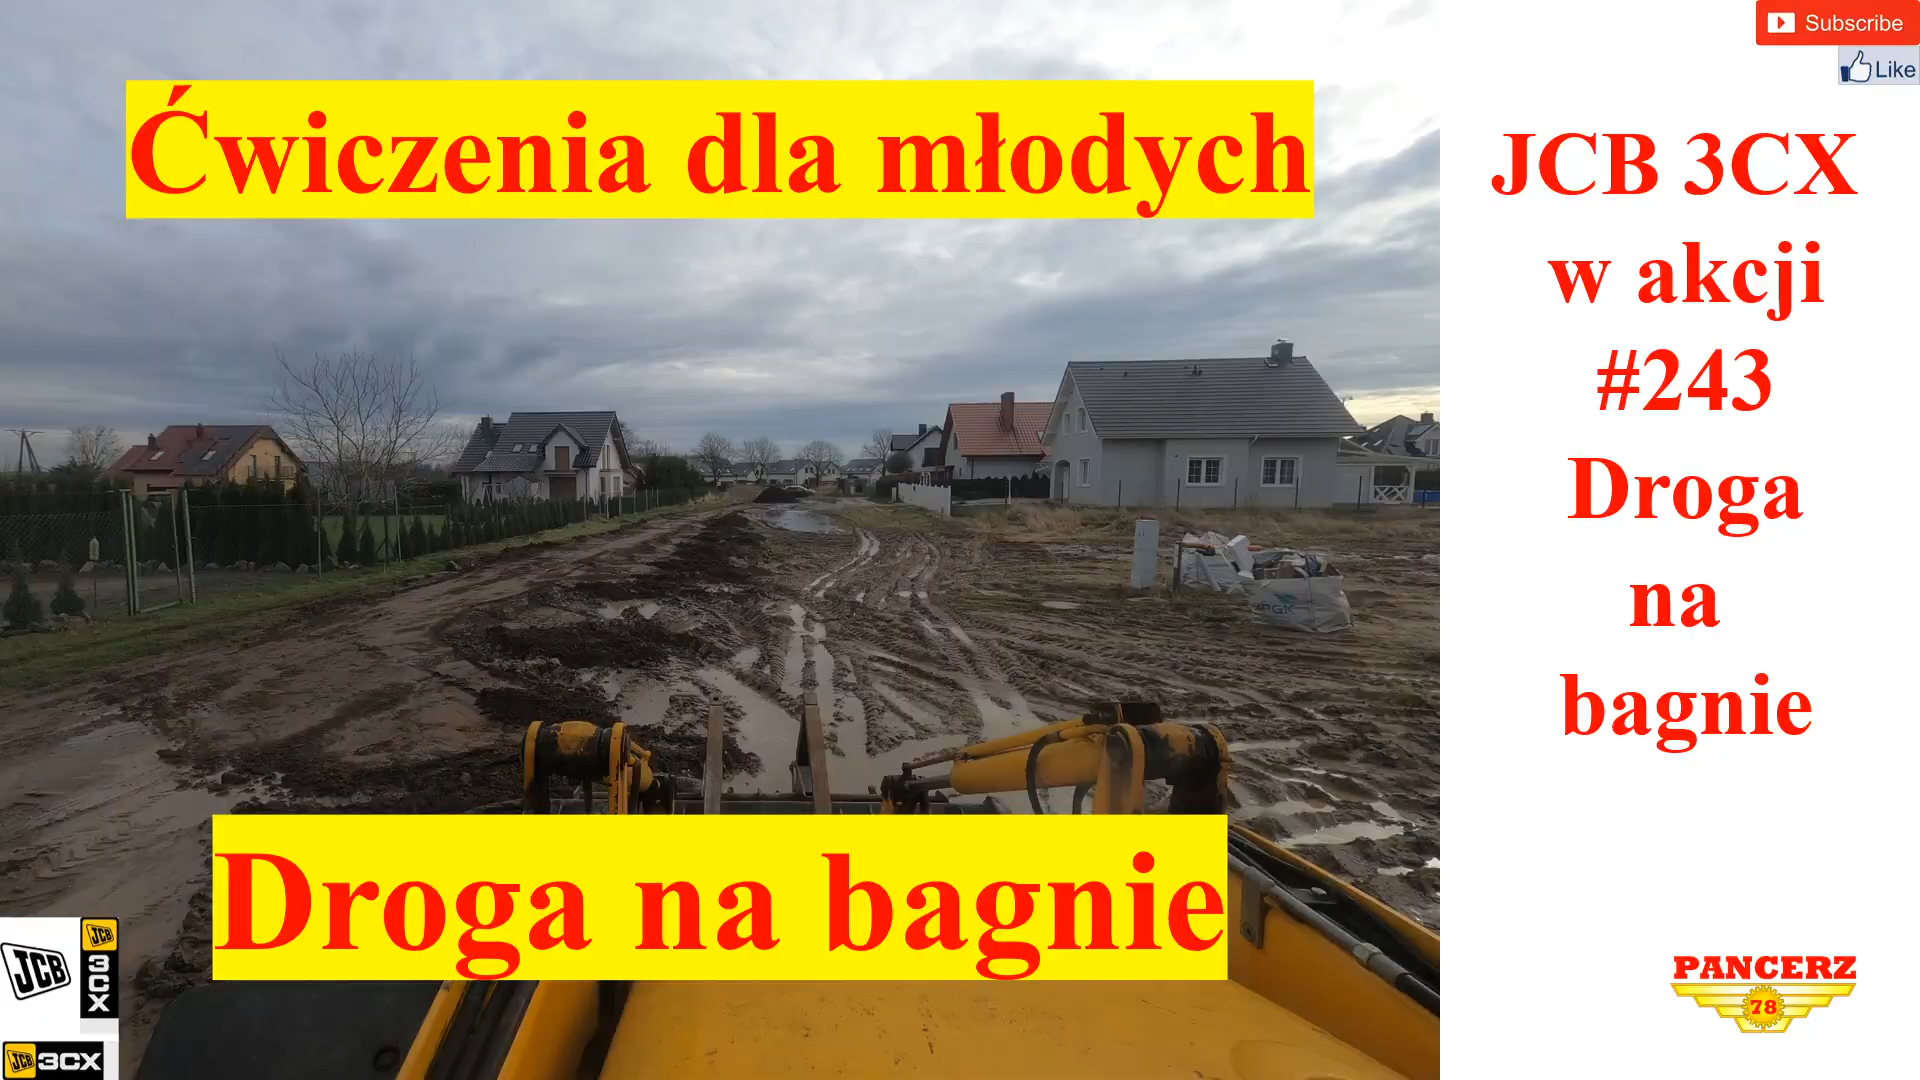 Subscribe
Like
Ćwiczenia dla młodych
JCB 3CX
w akcji
#243
Droga
na
bagnie
Droga na bagnie
JCB
JCB
3CX
JCB 3CX
PANCERZ
78